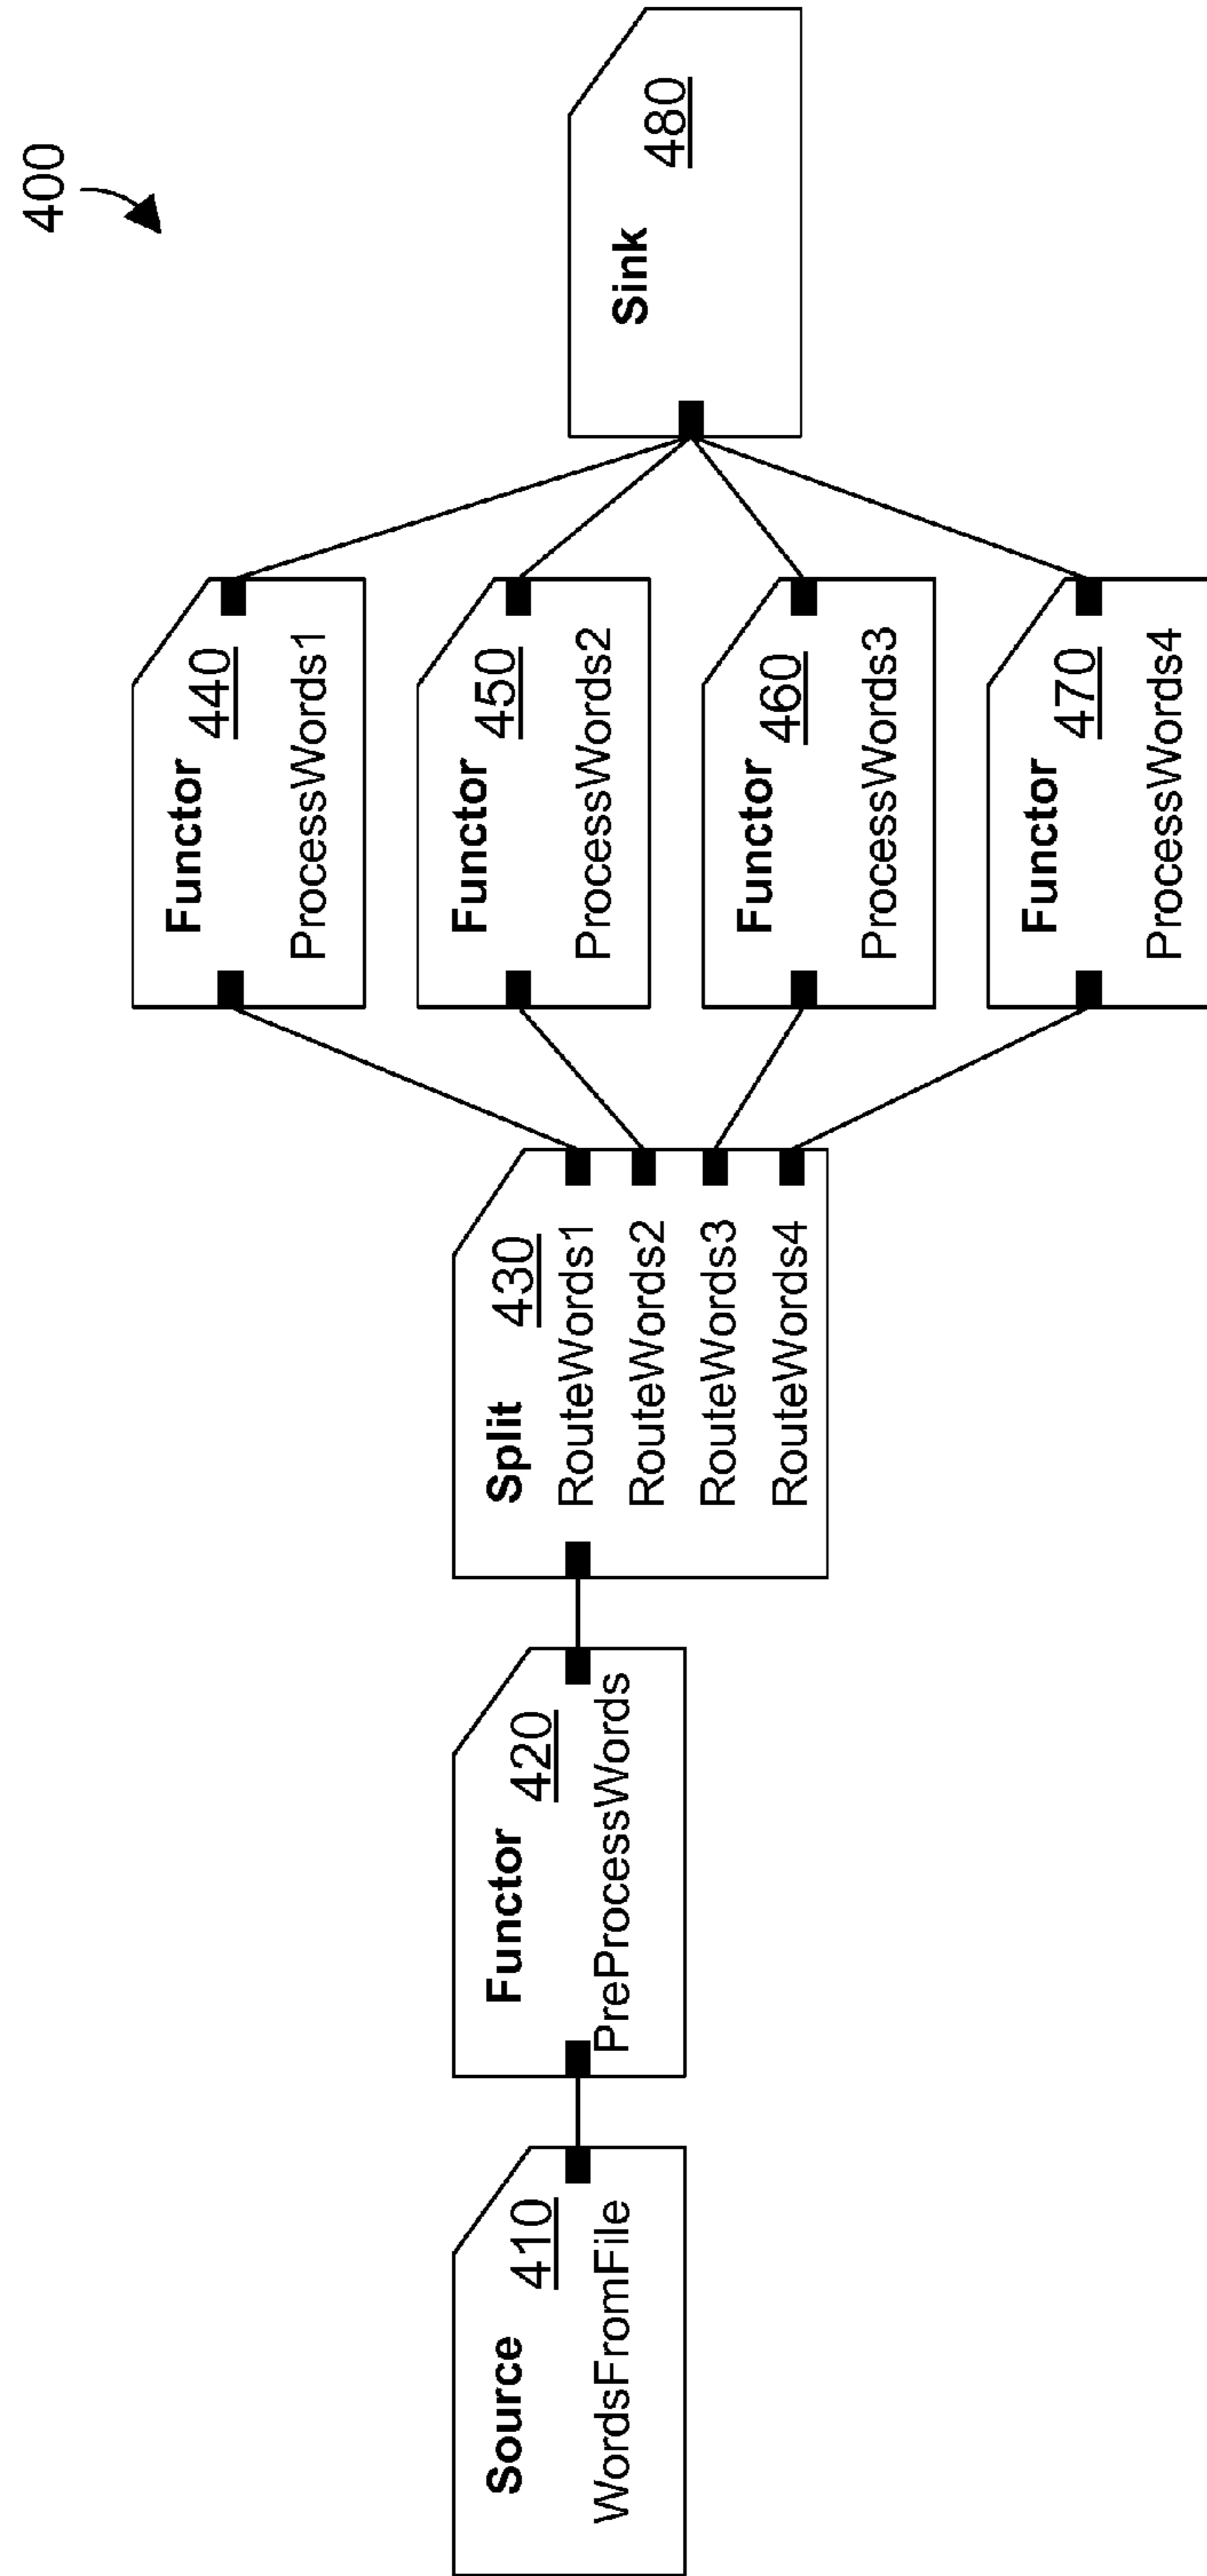 400
Source
410
WordsFromFile
Functor
420
PreProcessWords
Split
430
RouteWords1
RouteWords2
RouteWords3
RouteWords4
Functor
440
ProcessWords1
Functor
450
ProcessWords2
Functor
460
ProcessWords3
Functor
470
ProcessWords4
Sink
480